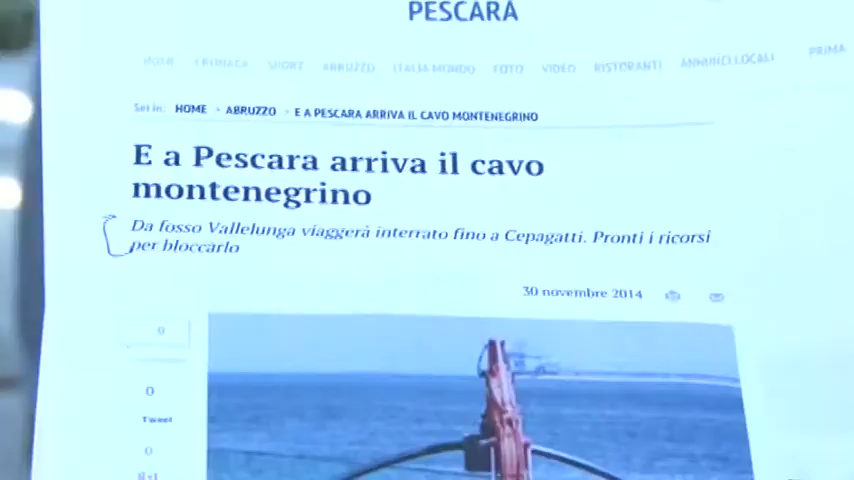 PESCARA
HOME CRONACA SPORT ABRUZZO ITALIA MONDO FOTO VIDEO RISTORANTI ANNUNCI LOCALI PRIMA
Sei in: HOME > ABRUZZO > E A PESCARA ARRIVA IL CAVO MONTENEGRINO
E a Pescara arriva il cavo
montenegrino
Da fosso Vallelunga viaggerà interrato fino a Cepagatti. Pronti i ricorsi
per bloccarlo
30 novembre 2014
0
0
Tweet
0
g+1